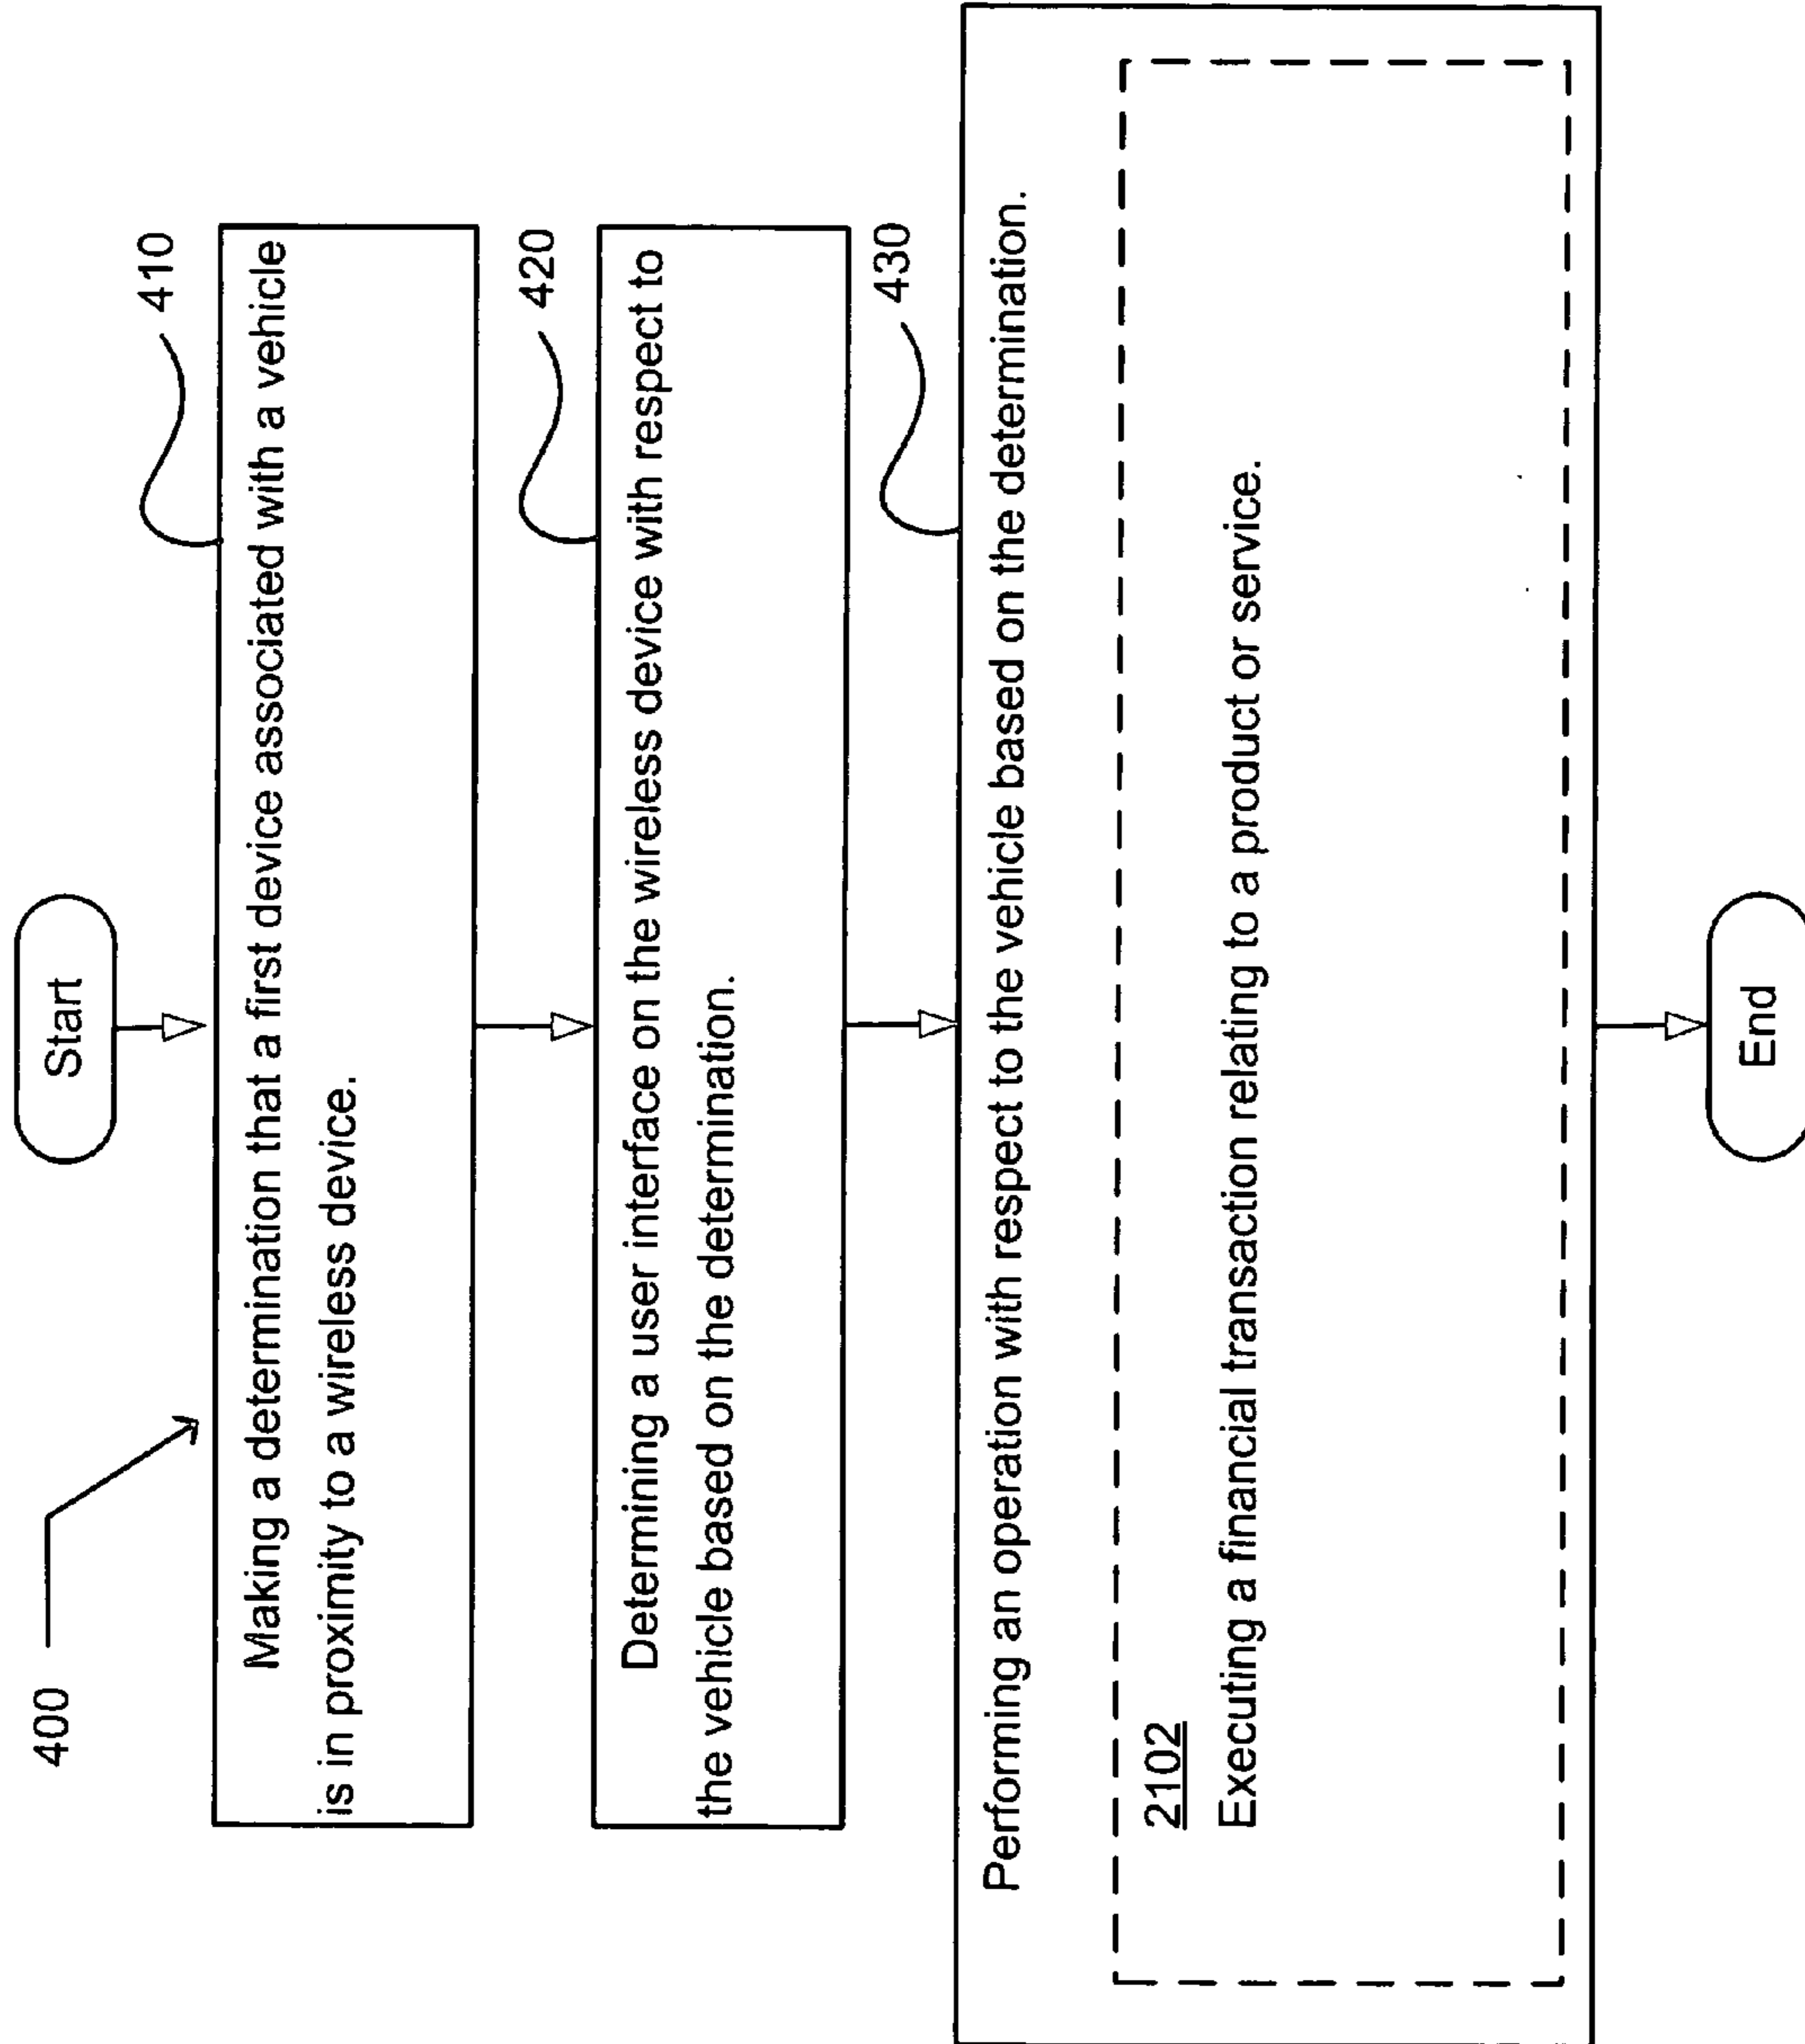 400
Start
410
Making a determination that a first device associated with a vehicle
is in proximity to a wireless device.
420
Determining a user interface on the wireless device with respect to
the vehicle based on the determination.
430
Performing an operation with respect to the vehicle based on the determination.
2102
Executing a financial transaction relating to a product or service.
End